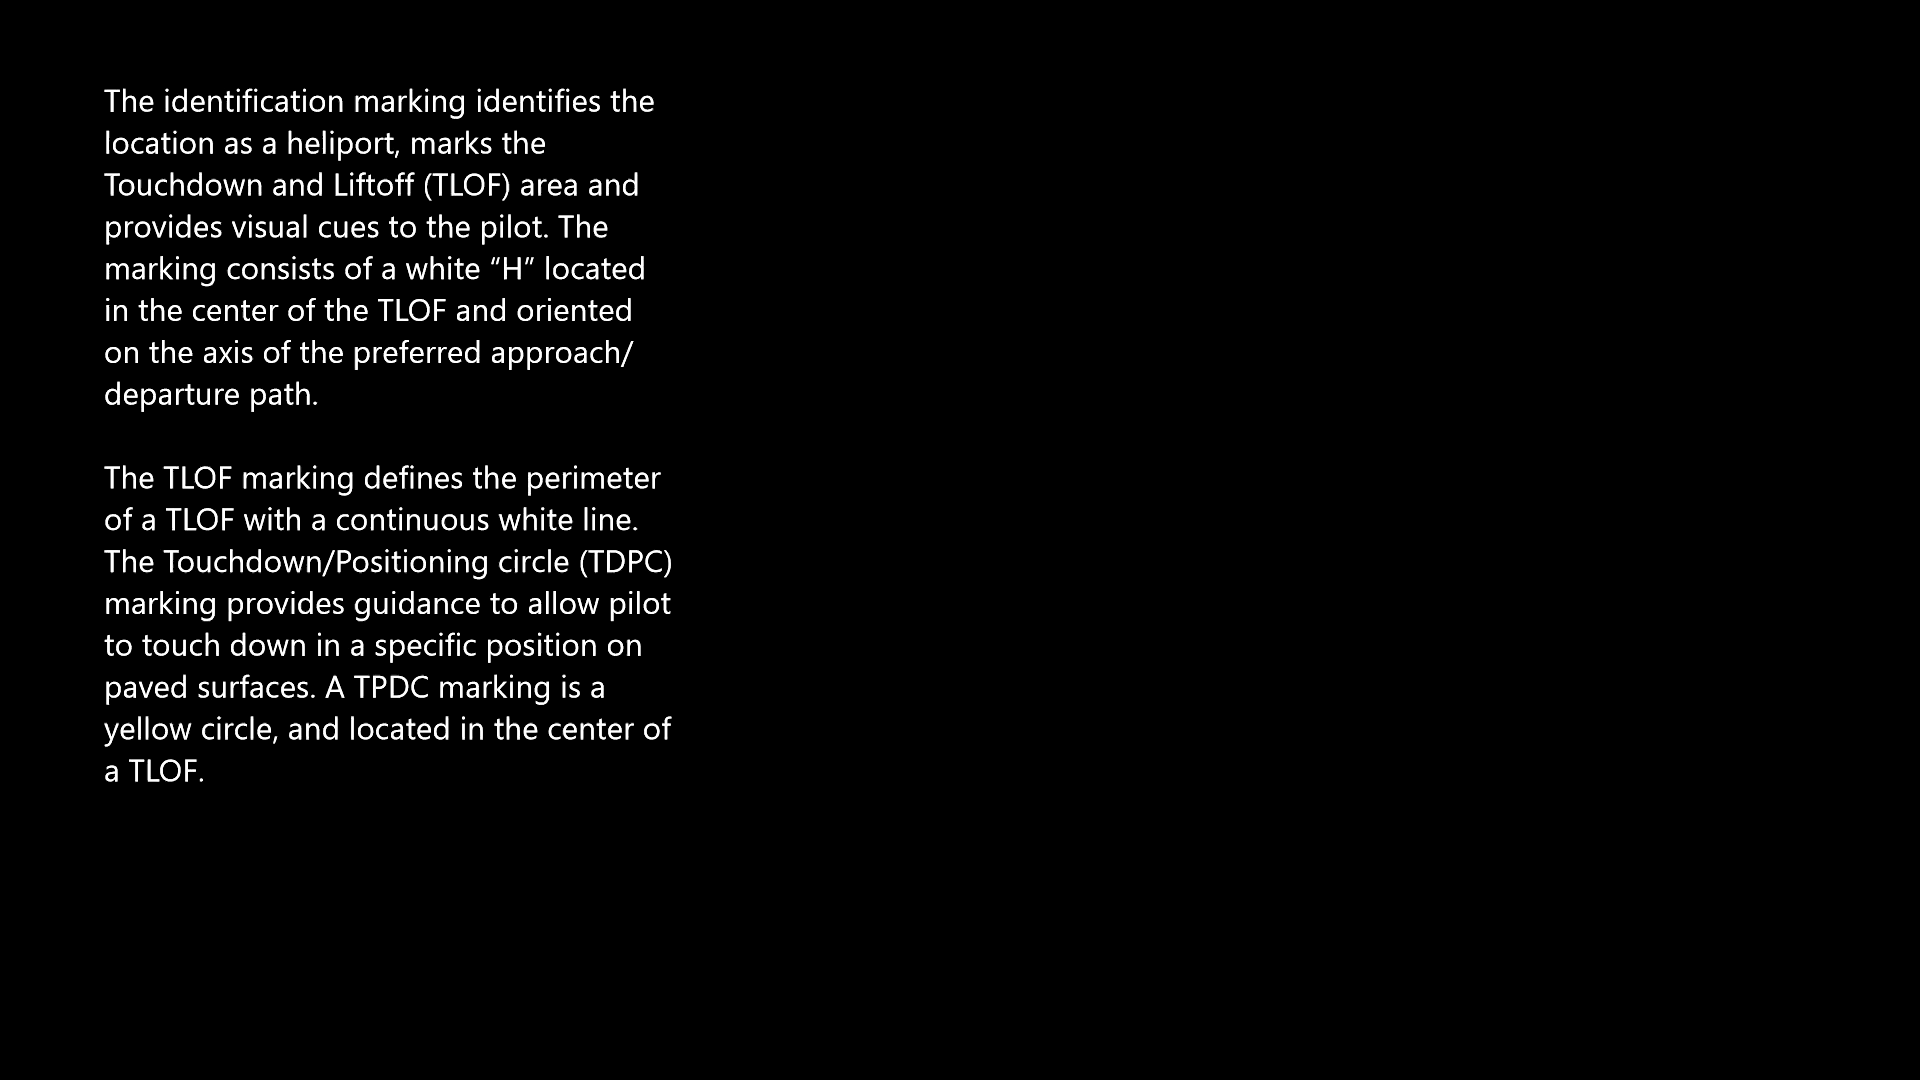 The identification marking identifies the
location as a heliport, marks the
Touchdown and Liftoff (TLOF) area and
provides visual cues to the pilot. The
marking consists of a white “H” located
in the center of the TLOF and oriented
on the axis of the preferred approach/
departure path.
The TLOF marking defines the perimeter
of a TLOF with a continuous white line.
The Touchdown/Positioning circle (TDPC)
marking provides guidance to allow pilot
to touch down in a specific position on
paved surfaces. A TPDC marking is a
yellow circle, and located in the center of
a TLOF.